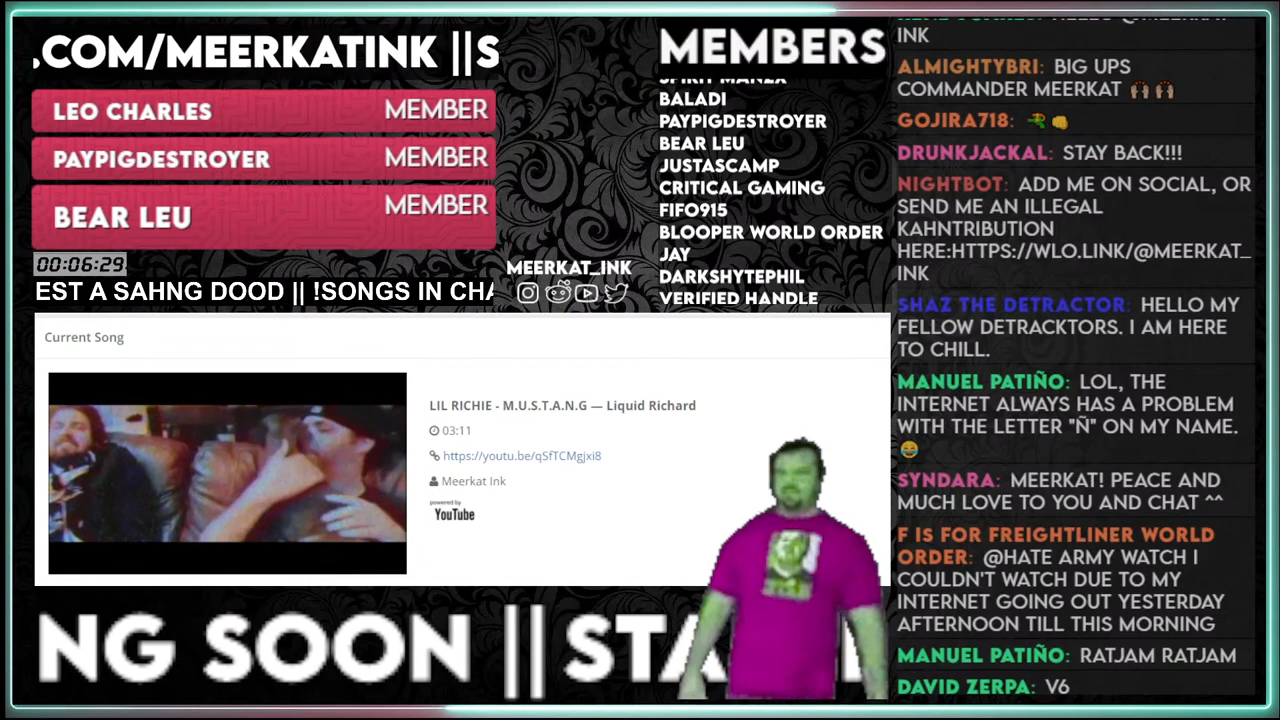 .COM/MEERKATINK ||S
LEO CHARLES MEMBER
PAYPIGDESTROYER MEMBER
BEAR LEU MEMBER
00:06:29
EST A SAHNG DOOD || !SONGS IN CHA
MEERKAT_INK
MEMBERS
SPIRIT MANZX
BALADI
PAYPIGDESTROYER
BEAR LEU
JUSTASCAMP
CRITICAL GAMING
FIFO915
BLOOPER WORLD ORDER
JAY
DARKSHYTEPHIL
VERIFIED HANDLE
Current Song
LIL RICHIE - M.U.S.T.A.N.G — Liquid Richard
03:11
https://youtu.be/qSfTCMgjxi8
Meerkat Ink
powered by
YouTube
NG SOON || STA
INK
ALMIGHTYBRI: BIG UPS
COMMANDER MEERKAT 🙌🏾 🙌🏾
GOJIRA718: 👊
DRUNKJACKAL: STAY BACK!!!
NIGHTBOT: ADD ME ON SOCIAL, OR
SEND ME AN ILLEGAL
KAHNTRIBUTION
HERE:HTTPS://WLO.LINK/@MEERKAT_
INK
SHAZ THE DETRACTOR: HELLO MY
FELLOW DETRACKTORS. I AM HERE
TO CHILL.
MANUEL PATIÑO: LOL, THE
INTERNET ALWAYS HAS A PROBLEM
WITH THE LETTER "Ñ" ON MY NAME.
😂
SYNDARA: MEERKAT! PEACE AND
MUCH LOVE TO YOU AND CHAT ^^
F IS FOR FREIGHTLINER WORLD
ORDER: @HATE ARMY WATCH I
COULDN'T WATCH DUE TO MY
INTERNET GOING OUT YESTERDAY
AFTERNOON TILL THIS MORNING
MANUEL PATIÑO: RATJAM RATJAM
DAVID ZERPA: V6